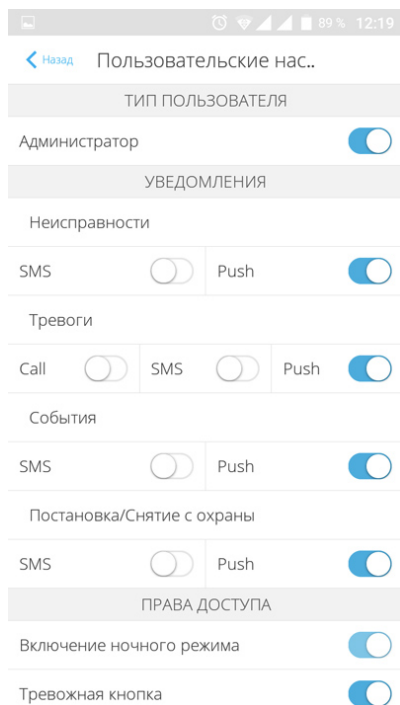 89 % 12:19
Назад Пользовательские нас..
ТИП ПОЛЬЗОВАТЕЛЯ
Администратор
УВЕДОМЛЕНИЯ
Неисправности
SMS Push
Тревоги
Call SMS Push
События
SMS Push
Постановка/Снятие с охраны
SMS Push
ПРАВА ДОСТУПА
Включение ночного режима
Тревожная кнопка